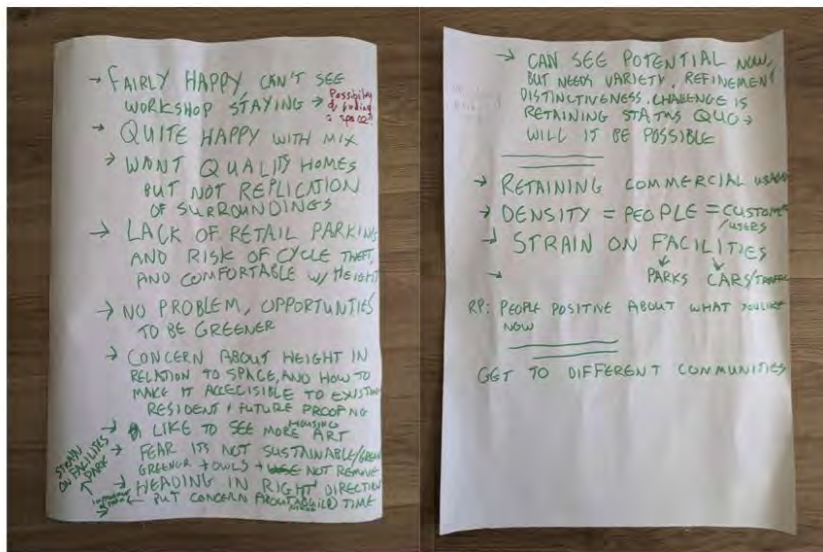 → FAIRLY HAPPY, CAN'T SEE
WORKSHOP STAYING → Possibility
of finding
a space?
→ QUITE HAPPY WITH MIX
→ WANT QUALITY HOMES
BUT NOT REPLICATION
OF SURROUNDINGS
→ LACK OF RETAIL PARKING
AND RISK OF CYCLE THEFT,
AND COMFORTABLE W/ HEIGHT
→ NO PROBLEM, OPPORTUNTIES
TO BE GREENER
→ CONCERN ABOUT HEIGHT IN
RELATION TO SPACE, AND HOW TO
MAKE IT ACCECISIBLE TO EXISTING
RESIDENT + FUTURE PROOFING
→ LIKE TO SEE MORE HOUSING ART
→ FEAR ITS NOT SUSTAINABLE/GREEN
GREENER + OWLS + USE NOT REMOVE
→ HEADING IN RIGHT DIRECTION
BUT CONCERN ABOUT BUILD TIME
STRAIN
ON FACILITIES
PARK
→ CAN SEE POTENTIAL NOW,
BUT NEEDS VARIETY, REFINEMENT
DISTINCTIVENESS. CHALLENGE IS
RETAINING STATUS QUO →
WILL IT BE POSSIBLE
→ RETAINING COMMERCIAL
→ DENSITY = PEOPLE = CUSTOMERS
/USERS
→ STRAIN ON FACILITIES
PARKS CARS/TRAFFIC
→
RP: PEOPLE POSITIVE ABOUT WHAT
NOW
GET TO DIFFERENT COMMUNITIES